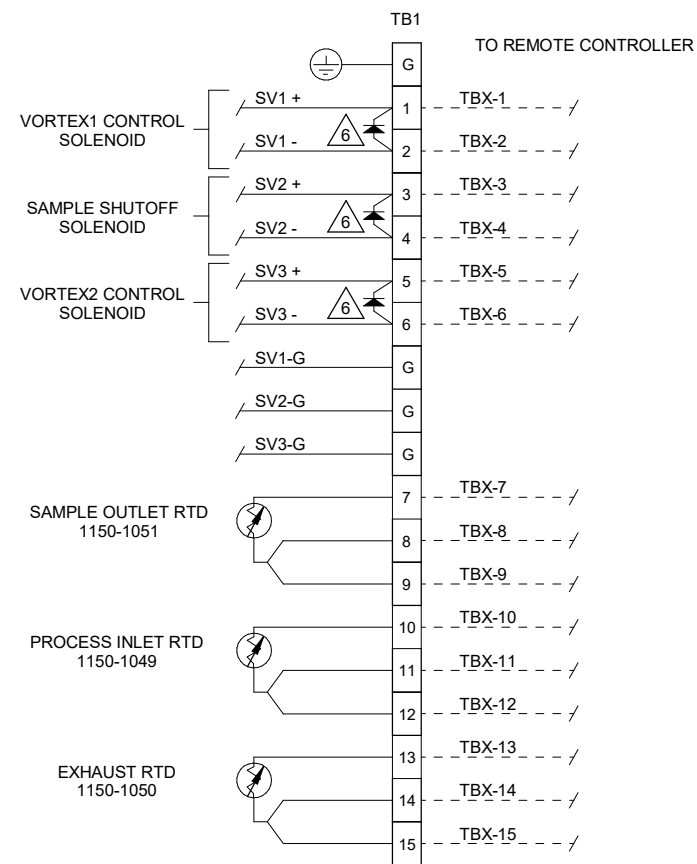 TB1
TO REMOTE CONTROLLER
G
VORTEX1 CONTROL
SOLENOID
SV1 +
6
1
TBX-1
SV1 -
2
TBX-2
SAMPLE SHUTOFF
SOLENOID
SV2 +
6
3
TBX-3
SV2 -
4
TBX-4
VORTEX2 CONTROL
SOLENOID
SV3 +
6
5
TBX-5
SV3 -
6
TBX-6
SV1-G
G
SV2-G
G
SV3-G
G
SAMPLE OUTLET RTD
1150-1051
7
TBX-7
8
TBX-8
9
TBX-9
PROCESS INLET RTD
1150-1049
10
TBX-10
11
TBX-11
12
TBX-12
EXHAUST RTD
1150-1050
13
TBX-13
14
TBX-14
15
TBX-15